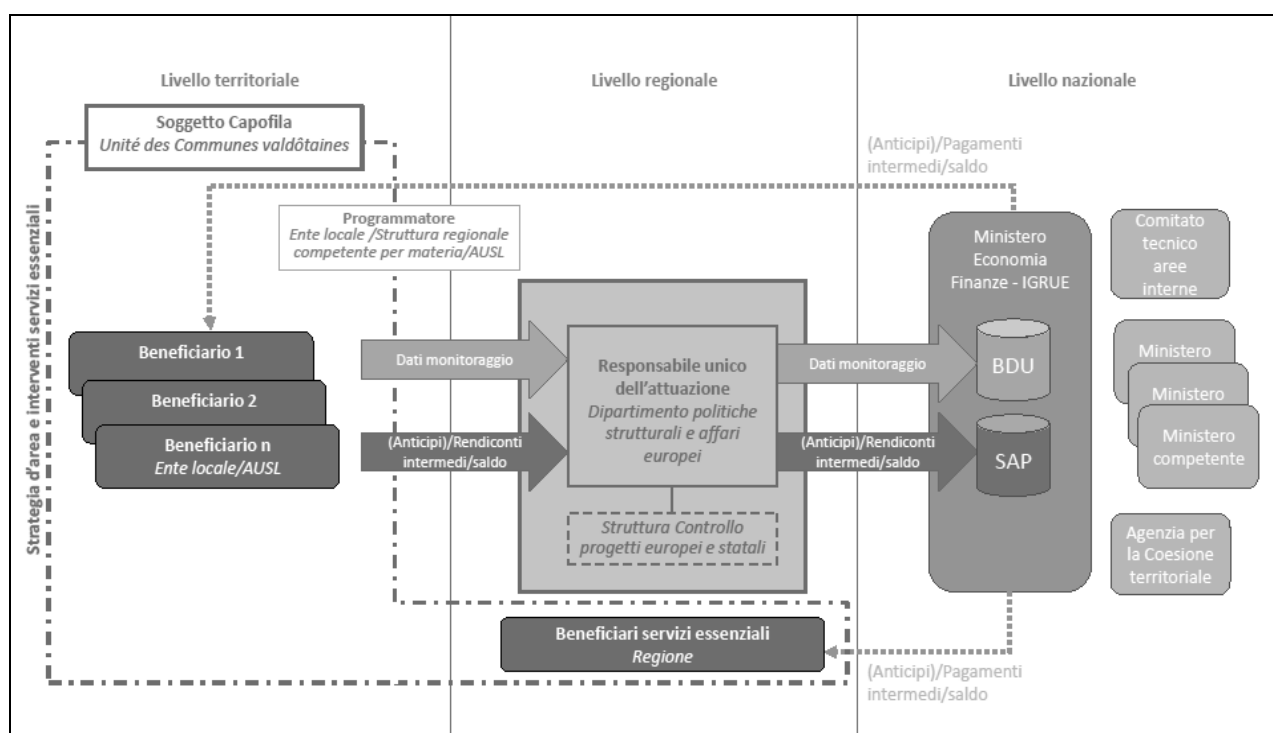 Livello territoriale
Livello regionale
Livello nazionale
Soggetto Capofila
Unité des Communes valdôtaines
(Anticipi)/Pagamenti
intermedi/saldo
Strategia d'area e interventi servizi essenziali
Programmatore
Ente locale /Struttura regionale
competente per materia/AUSL
Ministero
Economia
Finanze - IGRUE
Comitato
tecnico
aree
interne
Beneficiario 1
Beneficiario 2
Beneficiario n
Ente locale/AUSL
Dati monitoraggio
(Anticipi)/Rendiconti
intermedi/saldo
Responsabile unico
dell'attuazione
Dipartimento politiche
strutturali e affari
europei
Struttura Controllo
progetti europei e statali
Dati monitoraggio
(Anticipi)/Rendiconti
intermedi/saldo
BDU
SAP
Ministero
Ministero
Ministero
competente
Agenzia per
la Coesione
territoriale
Beneficiari servizi essenziali
Regione
(Anticipi)/Pagamenti
intermedi/saldo